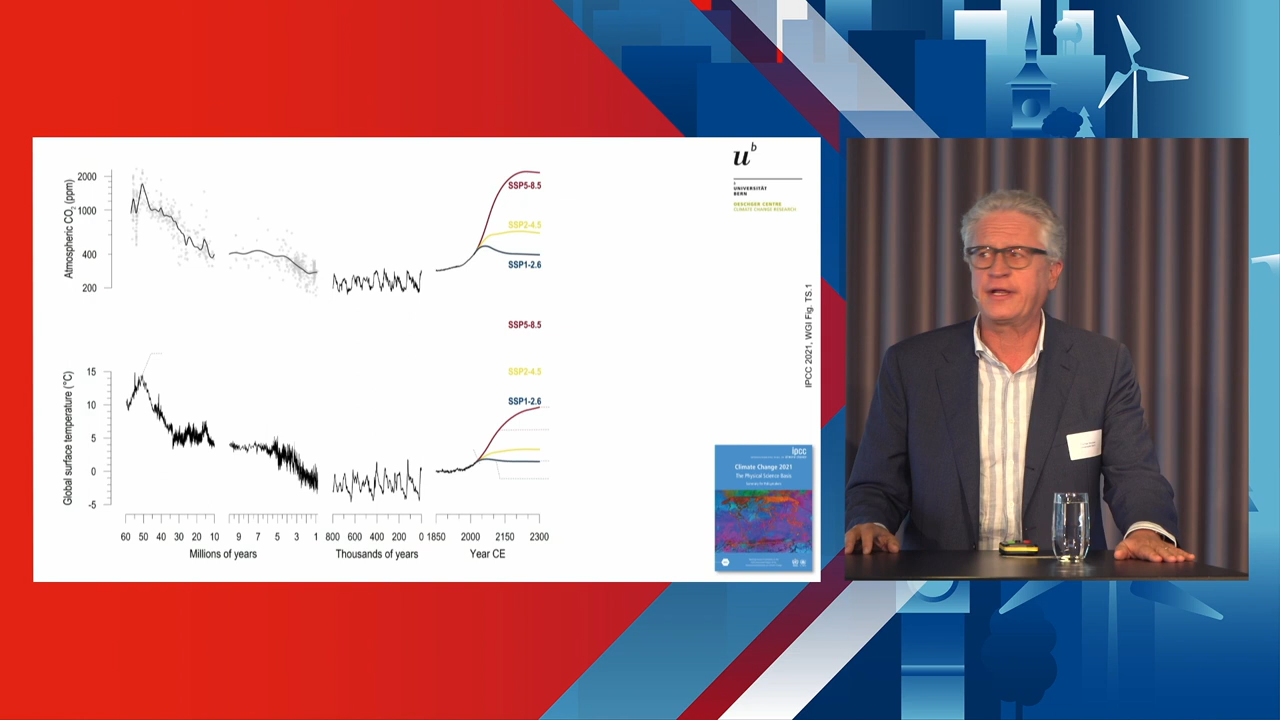 u^b
UNIVERSITÄT
BERN
OESCHGER CENTRE
CLIMATE CHANGE RESEARCH
Atmospheric CO₂ (ppm)
2000
1000
400
200
SSP5-8.5
SSP2-4.5
SSP1-2.6
IPCC 2021, WGI Fig. TS.1
SSP5-8.5
SSP2-4.5
SSP1-2.6
Global surface temperature (°C)
15
10
5
0
-5
60 50 40 30 20 10 9 7 5 3 1 800 600 400 200 0 1850 2000 2150 2300
Millions of years Thousands of years Year CE
ipcc
Climate Change 2021
The Physical Science Basis